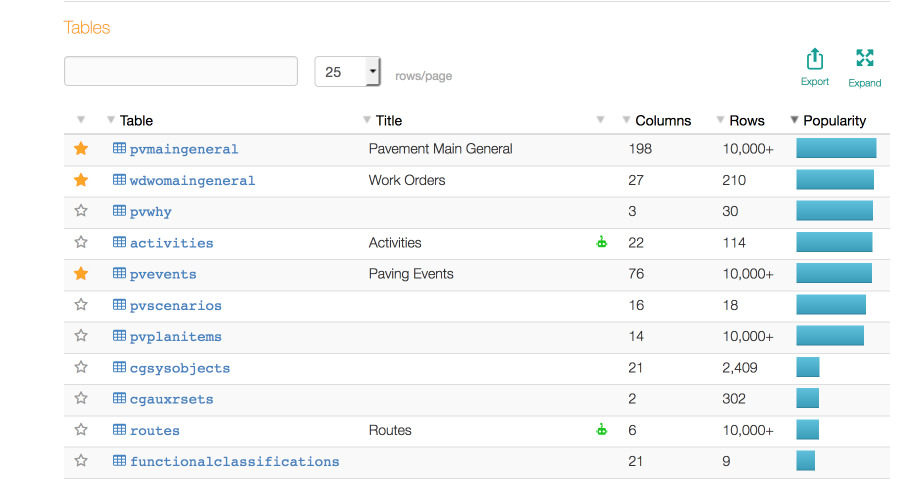 Tables
25 rows/page
Export Expand
Table Title Columns Rows Popularity
pvmaingeneral Pavement Main General 198 10,000+
wdwomaingeneral Work Orders 27 210
pvwhy 3 30
activities Activities 22 114
pvevents Paving Events 76 10,000+
pvscenarios 16 18
pvplanitems 14 10,000+
cgsysobjects 21 2,409
cgauxrsets 2 302
routes Routes 6 10,000+
functionalclassifications 21 9